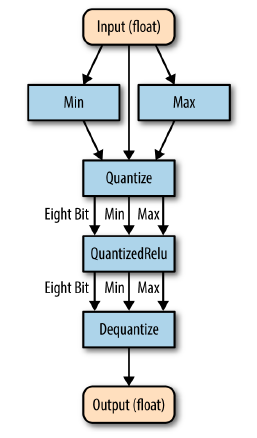 Input (float)
Min
Max
Quantize
Eight Bit Min Max
QuantizedRelu
Eight Bit Min Max
Dequantize
Output (float)